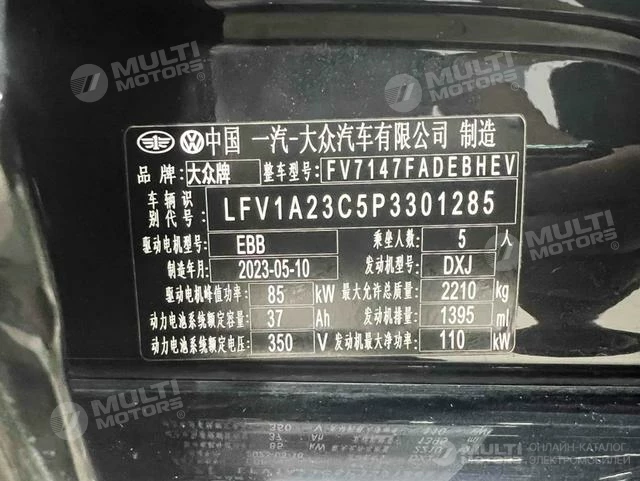 MULTI MOTORS®
MULTI MOTORS®
中国 一汽-大众汽车有限公司 制造
品牌: 大众牌 整车型号: FV7147FADEBHEV
车辆识别代号: LFV1A23C5P3301285
驱动电机型号: EBB 乘坐人数: 5 人
制造年月: 2023-05-10 发动机型号: DXJ
驱动电机峰值功率: 85 kW 最大允许总质量: 2210 kg
动力电池系统额定容量: 37 Ah 发动机排量: 1395 ml
动力电池系统额定电压: 350 V 发动机最大净功率: 110 kW
MULTI MOTORS®
MULTI MOTORS®
ОНЛАЙН-КАТАЛОГ
ЭЛЕКТРОМОБИЛЕЙ